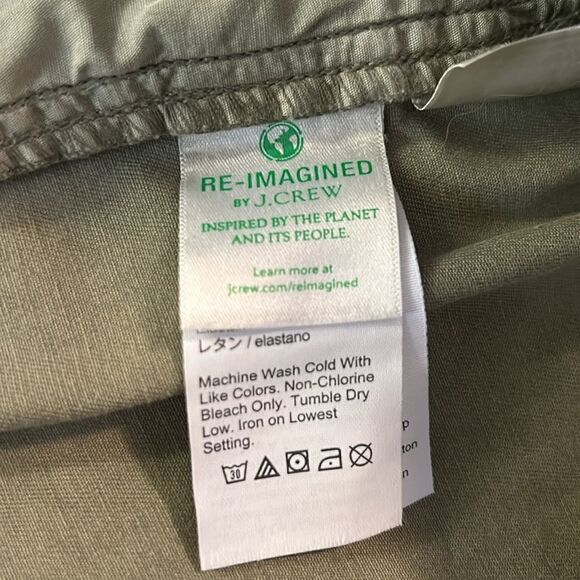 RE-IMAGINED
BY J.CREW
INSPIRED BY THE PLANET
AND ITS PEOPLE.
Learn more at
jcrew.com/reimagined
レタン / elastano
Machine Wash Cold With
Like Colors. Non-Chlorine
Bleach Only. Tumble Dry
Low. Iron on Lowest
Setting.
30
p
ton
n